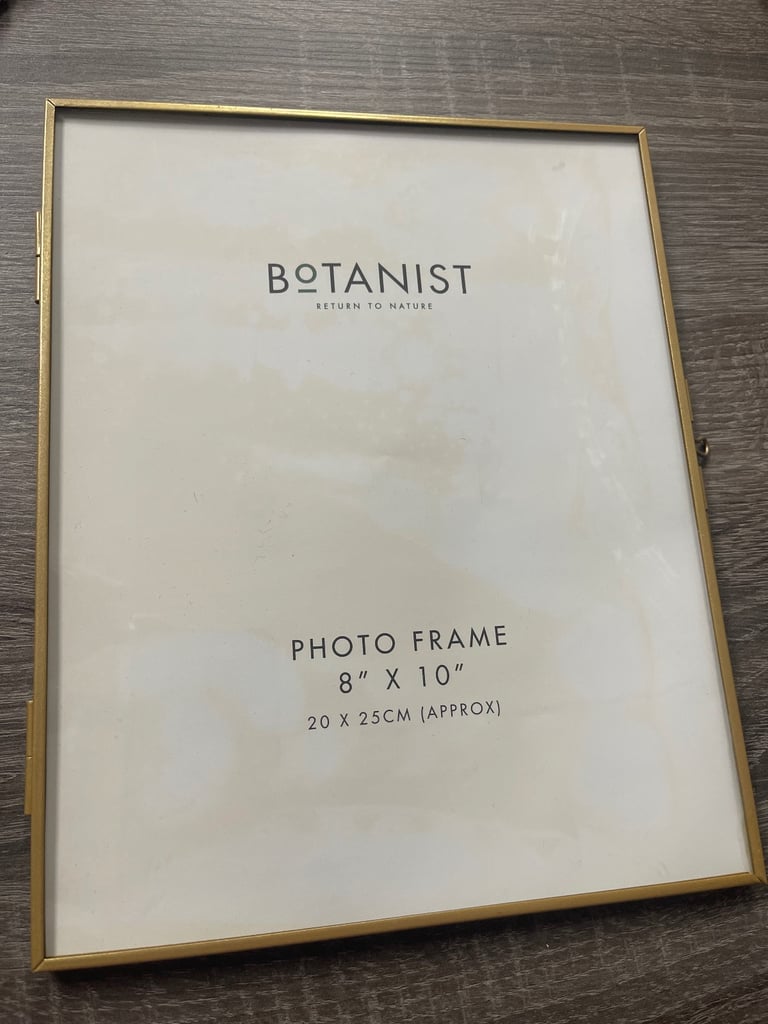 BoTANIST
RETURN TO NATURE
PHOTO FRAME
8” X 10”
20 X 25CM (APPROX)